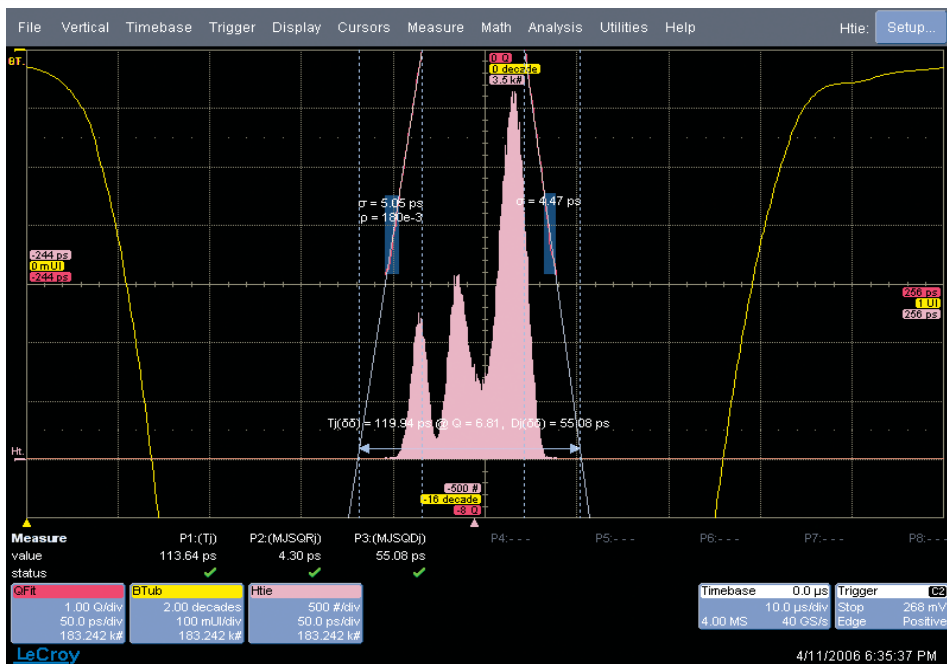 File Vertical Timebase Trigger Display Cursors Measure Math Analysis Utilities Help Htie: Setup...
0 Q
0 decade
3.5 k#
σ = 5.05 ps
ρ = 180e-3
σ = 4.47 ps
-244 ps
0 mUI
-244 ps
256 ps
1 UI
256 ps
Tj(δδ) = 119.94 ps @ Q = 6.81, Dj(δδ) = 55.08 ps
Ht.
-500 #
-16 decade
-8 Q
Measure P1:(Tj) P2:(MJSQRj) P3:(MJSQDj) P4:--- P5:--- P6:--- P7:--- P8:---
value 113.64 ps 4.30 ps 55.08 ps
status
QFit BTub Htie
1.00 Q/div 2.00 decades 500 #/div
50.0 ps/div 100 mUI/div 50.0 ps/div
183.242 k# 183.242 k# 183.242 k#
Timebase 0.0 µs Trigger C2
10.0 µs/div Stop 268 mV
4.00 MS 40 GS/s Edge Positive
LeCroy 4/11/2006 6:35:37 PM